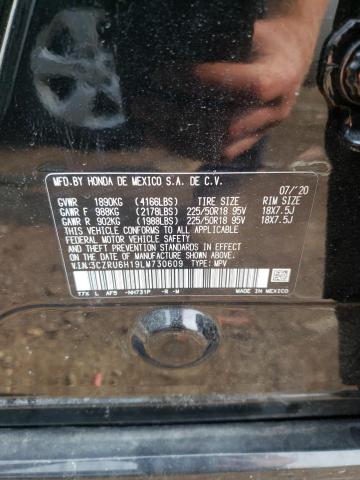 MFD. BY HONDA DE MEXICO S.A. DE C.V. 07/'20
GVWR 1890KG (4166LBS) TIRE SIZE RIM SIZE
GAWR F 988KG (2178LBS) 225/50R18 95V 18X7.5J
GAWR R 902KG (1988LBS) 225/50R18 95V 18X7.5J
THIS VEHICLE CONFORMS TO ALL APPLICABLE
FEDERAL MOTOR VEHICLE SAFETY
AND THEFT PREVENTION STANDARDS IN EFFECT ON THE
DATE OF MANUFACTURE SHOWN ABOVE.
V.I.N:3CZRU6H19LM730609 TYPE: MPV
T7X L AF5 -NH731P -R -M MADE IN MEXICO